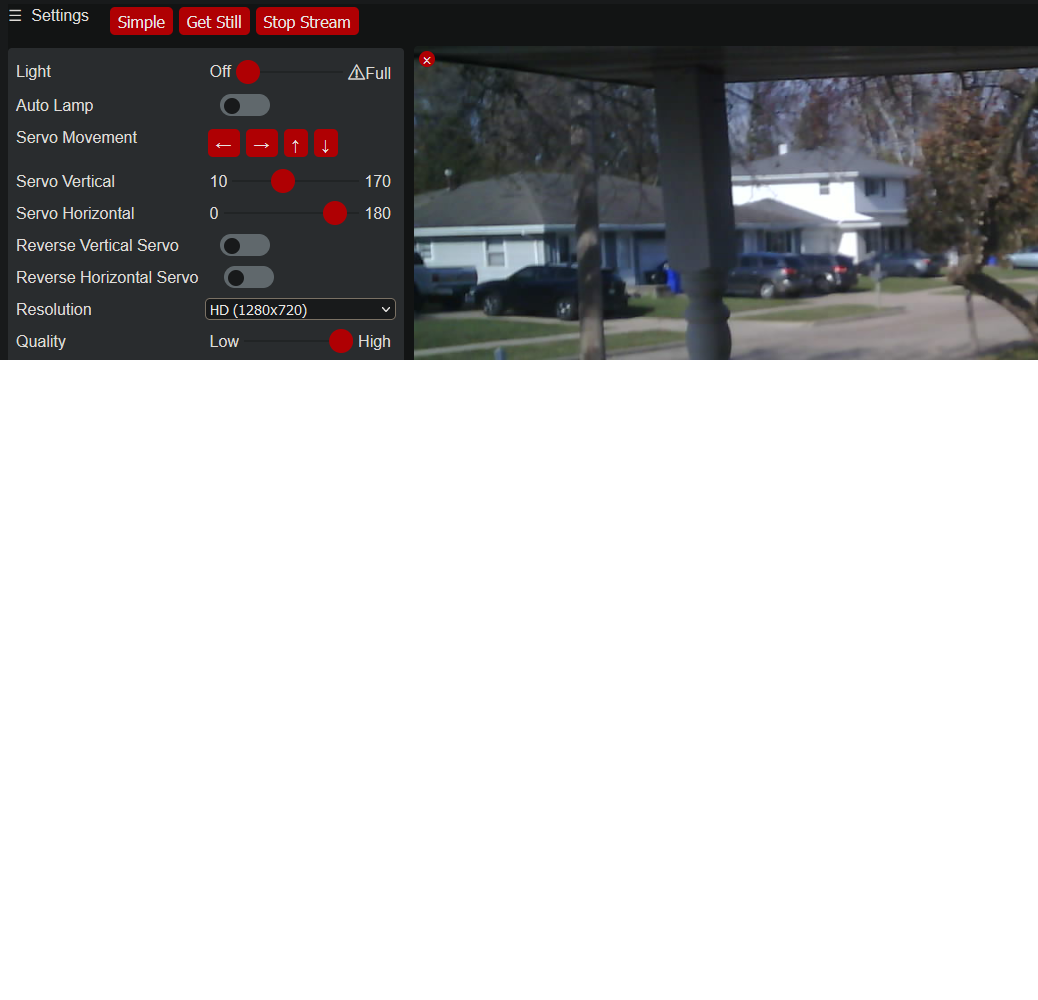 ☰ Settings Simple Get Still Stop Stream
Light Off ⚠Full
Auto Lamp
Servo Movement ← → ↑ ↓
Servo Vertical 10 170
Servo Horizontal 0 180
Reverse Vertical Servo
Reverse Horizontal Servo
Resolution HD (1280x720)
Quality Low High